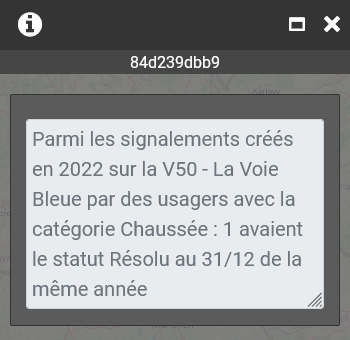 84d239dbb9
Parmi les signalements créés
en 2022 sur la V50 - La Voie
Bleue par des usagers avec la
catégorie Chaussée : 1 avaient
le statut Résolu au 31/12 de la
même année